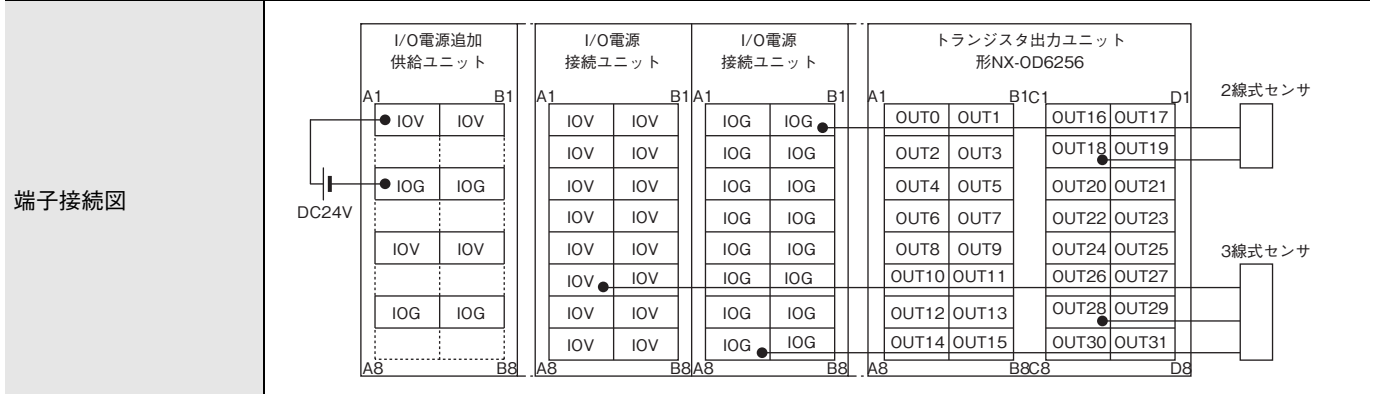 端子接続図
I/O電源追加
供給ユニット
I/O電源
接続ユニット
I/O電源
接続ユニット
トランジスタ出力ユニット
形NX-OD6256
A1 B1 A1 B1 A1 B1 A1 B1 C1 D1
2線式センサ
IOV IOV IOV IOV IOG IOG OUT0 OUT1 OUT16 OUT17
IOV IOV IOG IOG OUT2 OUT3 OUT18 OUT19
IOG IOG IOV IOV IOG IOG OUT4 OUT5 OUT20 OUT21
DC24V
IOV IOV IOG IOG OUT6 OUT7 OUT22 OUT23
IOV IOV IOV IOV IOG IOG OUT8 OUT9 OUT24 OUT25
3線式センサ
IOV IOV IOG IOG OUT10 OUT11 OUT26 OUT27
IOG IOG IOV IOV IOG IOG OUT12 OUT13 OUT28 OUT29
IOV IOV IOG IOG OUT14 OUT15 OUT30 OUT31
A8 B8 A8 B8 A8 B8 A8 B8 C8 D8